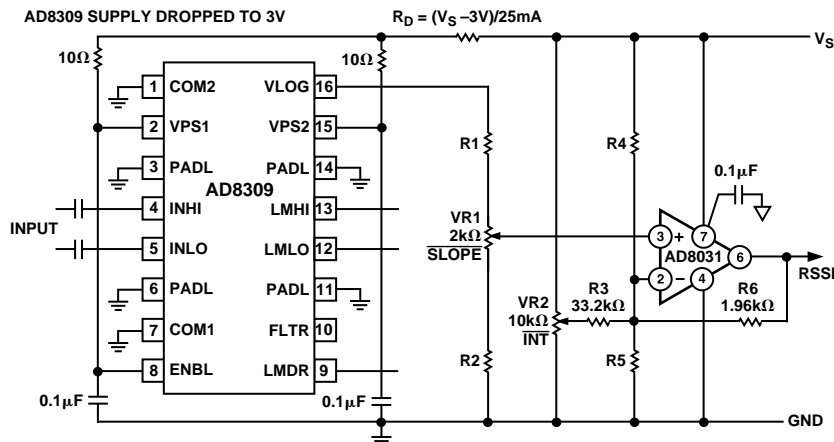 AD8309 SUPPLY DROPPED TO 3V
R_D = (V_S –3V)/25mA
10Ω
10Ω
V_S
1 COM2 VLOG 16
2 VPS1 VPS2 15
3 PADL PADL 14
AD8309
4 INHI LMHI 13
INPUT
5 INLO LMLO 12
6 PADL PADL 11
7 COM1 FLTR 10
8 ENBL LMDR 9
0.1µF
0.1µF
R1
VR1
2kΩ
SLOPE
R2
R4
0.1µF
3 + 7
AD8031 6
2 – 4
RSSI
R3
33.2kΩ
R6
1.96kΩ
VR2
10kΩ
INT
R5
GND